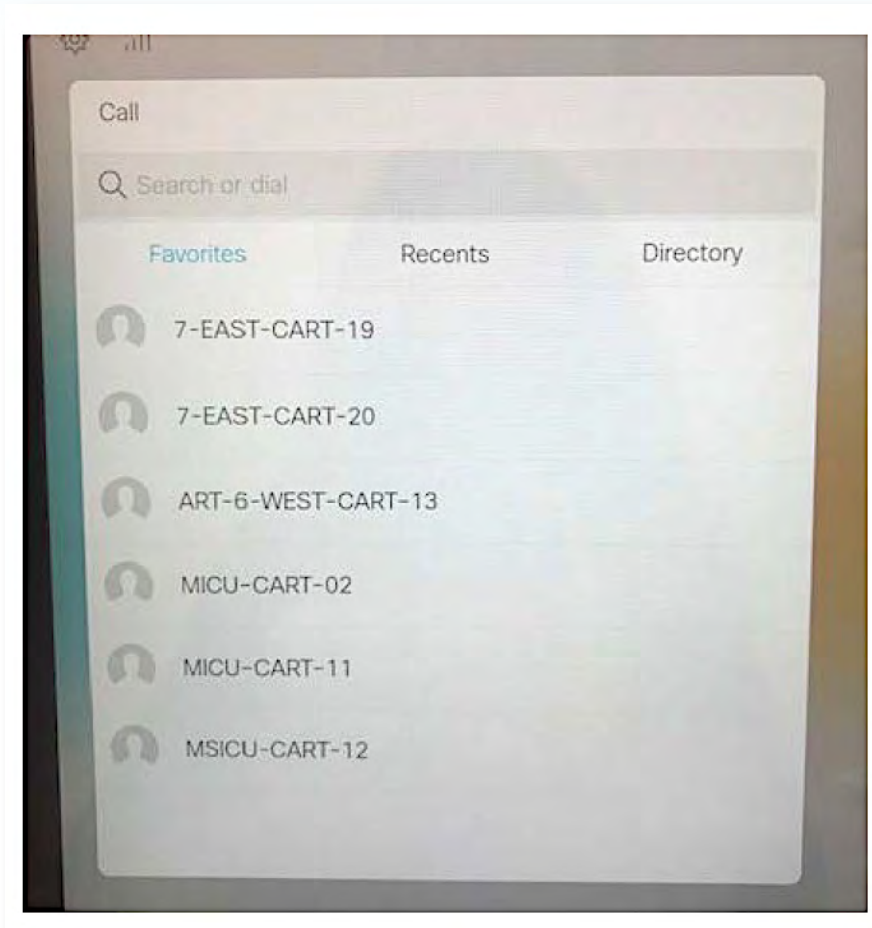 Call
Search or dial
Favorites Recents Directory
7-EAST-CART-19
7-EAST-CART-20
ART-6-WEST-CART-13
MICU-CART-02
MICU-CART-11
MSICU-CART-12